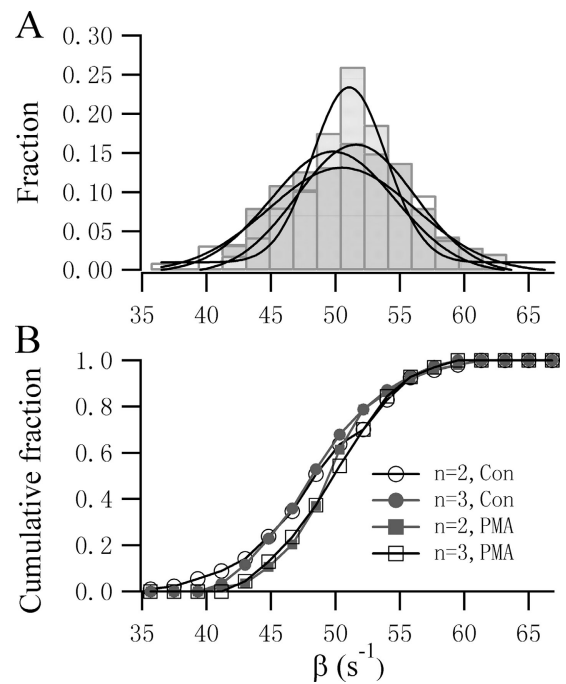 A
0.30
0.25
0.20
0.15
0.10
0.05
0.00
Fraction
35 40 45 50 55 60 65
B
1.0
0.8
0.6
0.4
0.2
0.0
Cumulative fraction
n=2, Con
n=3, Con
n=2, PMA
n=3, PMA
35 40 45 50 55 60 65
β (s⁻¹)